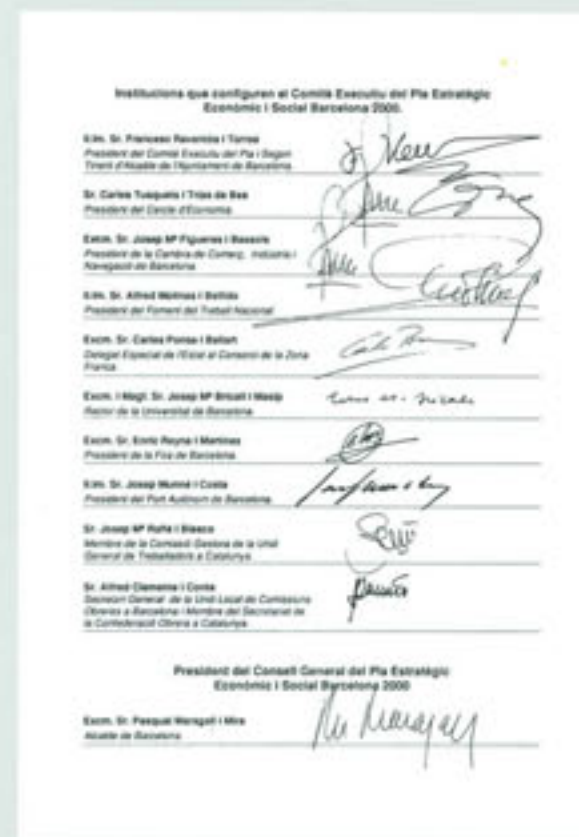 Institucions que configuren el Comitè Executiu del Pla Estratègic
Econòmic i Social Barcelona 2000.
Il.lm. Sr. Francesc Raventós i Torras
President del Comitè Executiu del Pla i Segon
Tinent d'Alcalde de l'Ajuntament de Barcelona
Sr. Carles Tusquets i Trias de Bes
President del Cercle d'Economia
Excm. Sr. Josep Mª Figueras i Bassols
President de la Cambra de Comerç, Indústria i
Navegació de Barcelona
Il.lm. Sr. Alfred Molinas i Bellido
President del Foment del Treball Nacional
Excm. Sr. Carles Ponsa i Ballart
Delegat Especial de l'Estat al Consorci de la Zona
Franca
Excm. i Magf. Sr. Josep Mª Bricall i Masip
Rector de la Universitat de Barcelona
Excm. Sr. Enric Reyna i Martínez
President de la Fira de Barcelona
Il.lm. Sr. Josep Munné i Costa
President del Port Autònom de Barcelona
Sr. Josep Mª Rañé i Blasco
Membre de la Comissió Gestora de la Unió
General de Treballadors a Catalunya
Sr. Alfred Clemente i Conte
Secretari General de la Unió Local de Comissions
Obreres a Barcelona i Membre del Secretariat de
la Confederació Obrera a Catalunya
President del Consell General del Pla Estratègic
Econòmic i Social Barcelona 2000
Excm. Sr. Pasqual Maragall i Mira
Alcalde de Barcelona